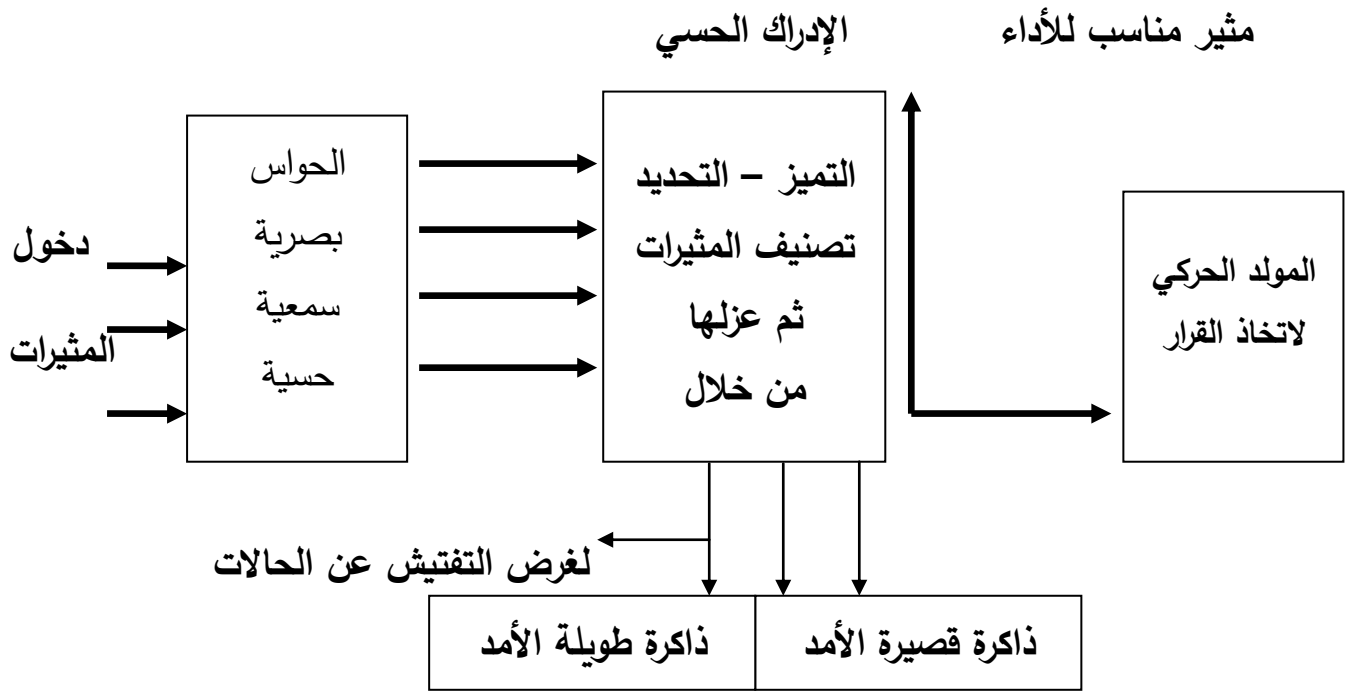 الإدراك الحسي
مثير مناسب للأداء
دخول
المثيرات
الحواس
بصرية
سمعية
حسية
التميز – التحديد
تصنيف المثيرات
ثم عزلها
من خلال
المولد الحركي
لاتخاذ القرار
لغرض التفتيش عن الحالات
ذاكرة قصيرة الأمد
ذاكرة طويلة الأمد